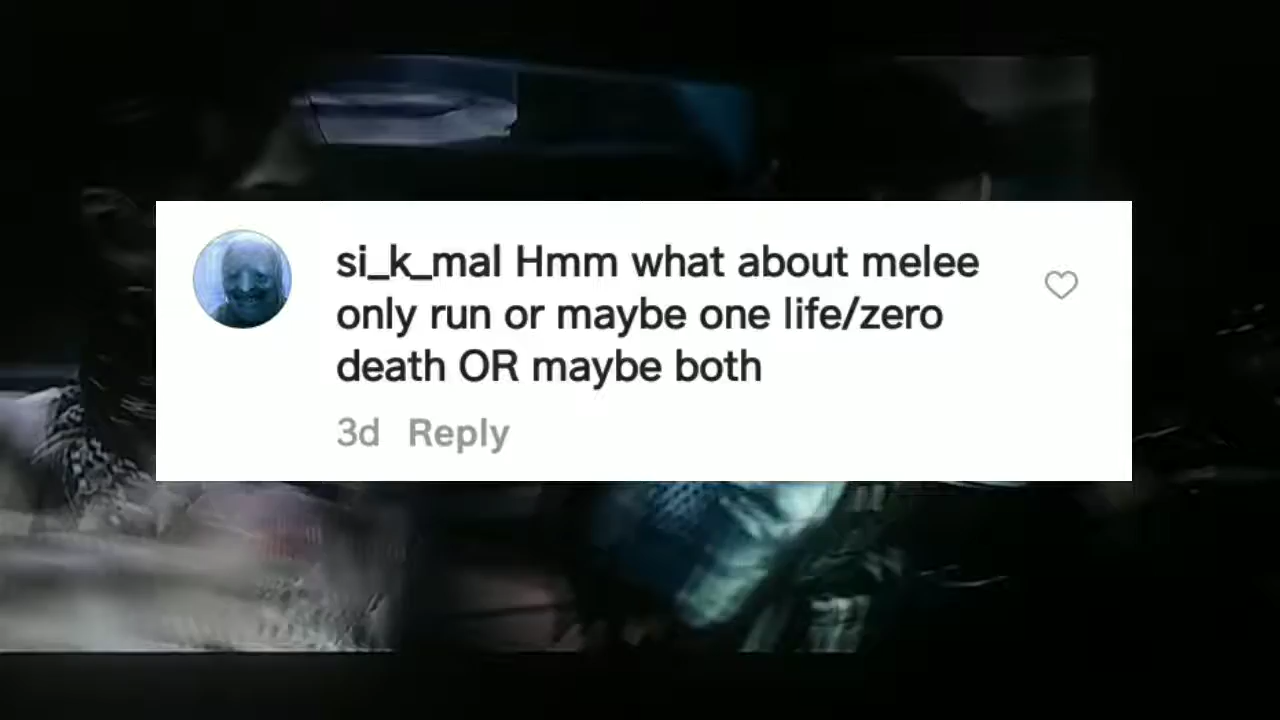 si_k_mal Hmm what about melee
only run or maybe one life/zero
death OR maybe both
3d Reply